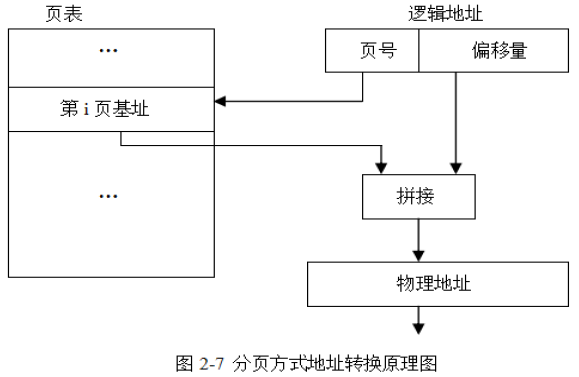 页表
逻辑地址
…
页号
偏移量
第 i 页基址
…
拼接
物理地址
图 2-7 分页方式地址转换原理图